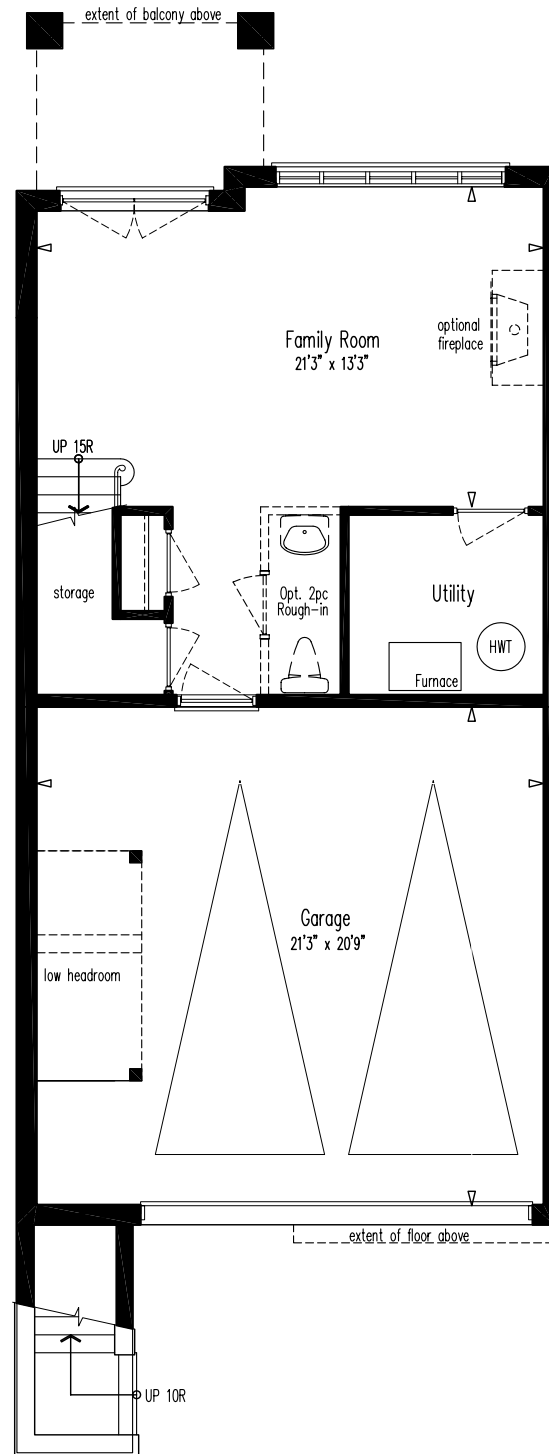 extent of balcony above
Family Room
21'3" x 13'3"
optional
fireplace
UP 15R
storage
Opt. 2pc
Rough-in
Utility
HWT
Furnace
Garage
21'3" x 20'9"
low headroom
extent of floor above
UP 10R